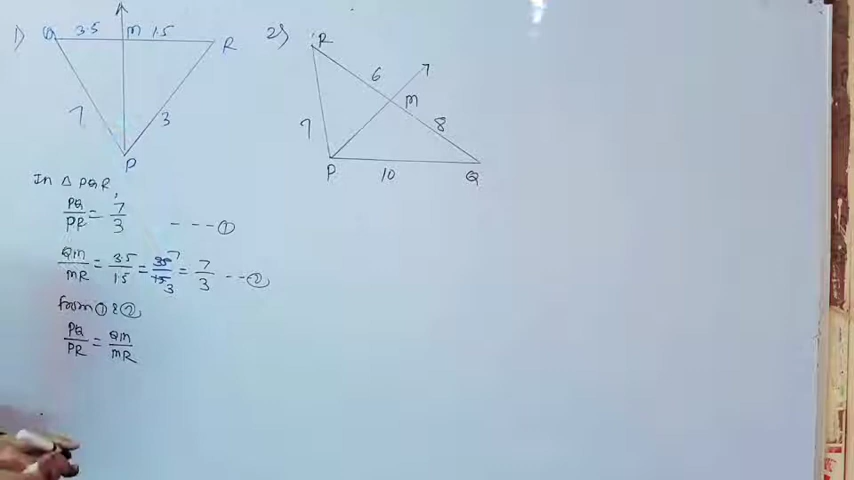 1) Q 3.5 M 1.5 R
7 3
P
2) R
6 M
7 8
P 10 Q
In △ PQR,
PQ/PR = 7/3 - - - ①
QM/MR = 3.5/1.5 = 35/15 7/3 = 7/3 - - ②
from ① & ②
PQ/PR = QM/MR